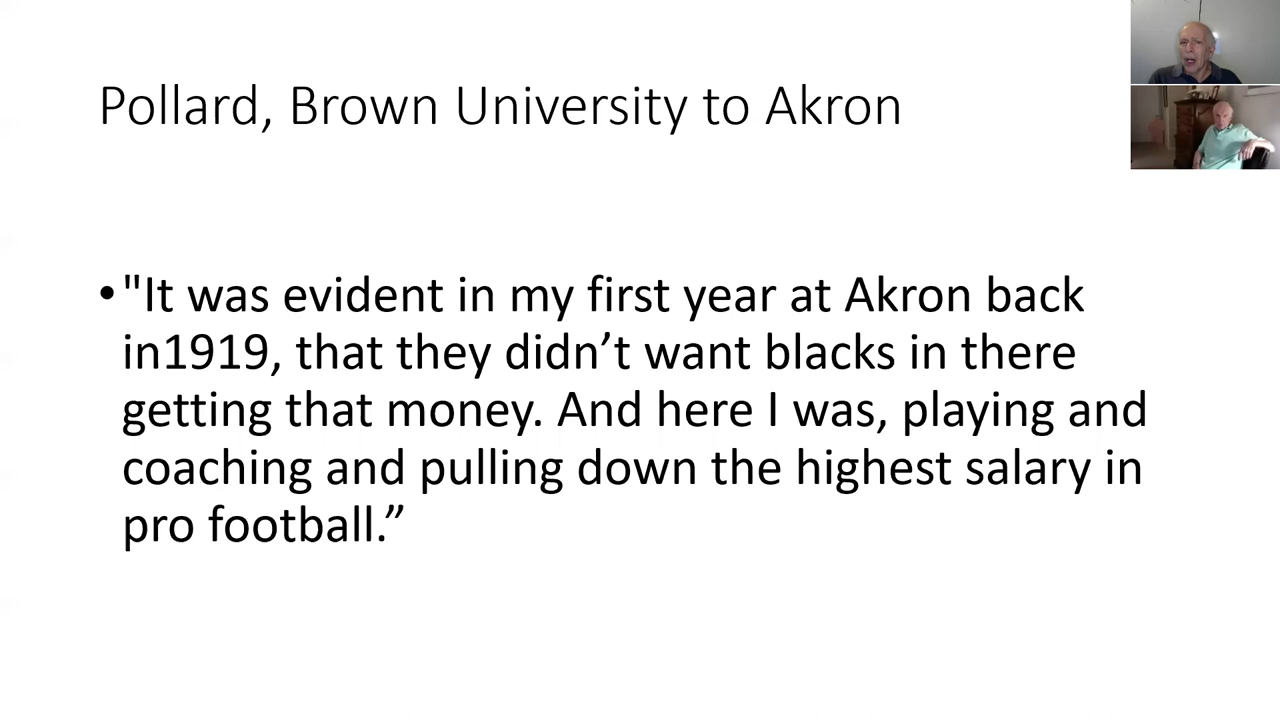 Pollard, Brown University to Akron
•"It was evident in my first year at Akron back
in1919, that they didn’t want blacks in there
getting that money. And here I was, playing and
coaching and pulling down the highest salary in
pro football.”